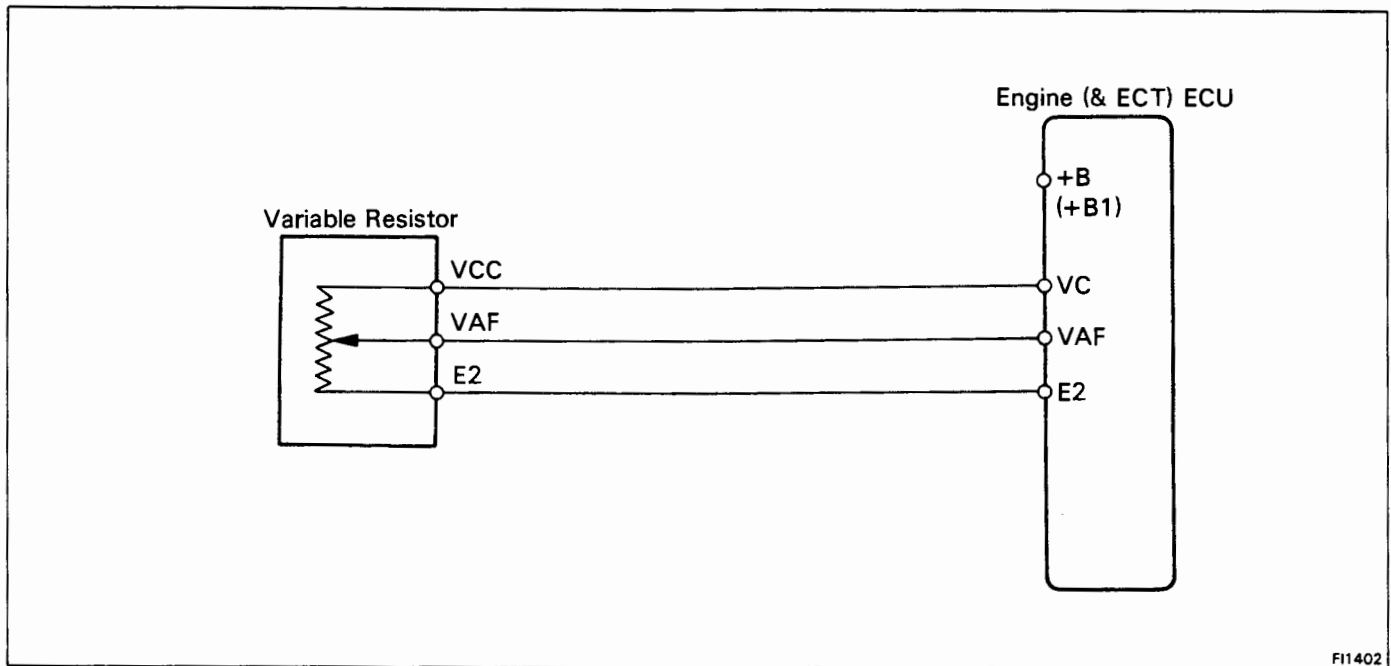 Engine (& ECT) ECU
+B
(+B1)
Variable Resistor
VCC
VC
VAF
VAF
E2
E2
FI1402